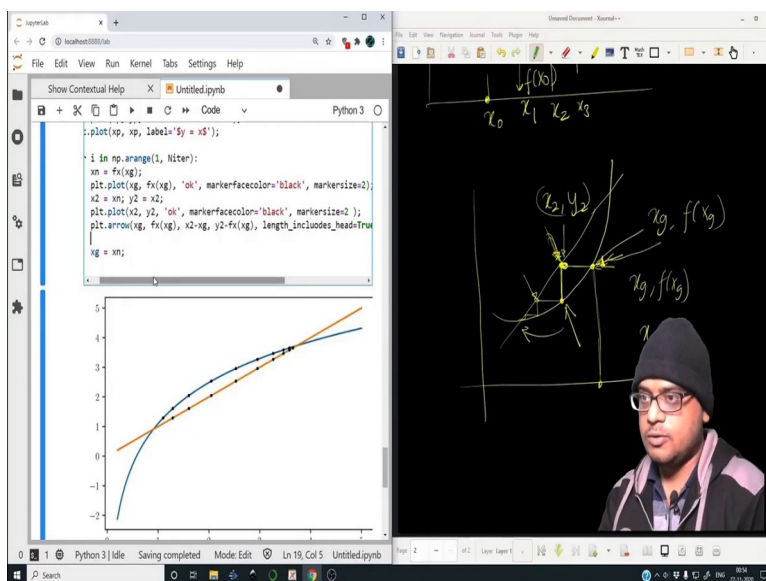 JupyterLab
localhost:8888/lab
File Edit View Run Kernel Tabs Settings Help
Show Contextual Help
Untitled.ipynb
Code
Python 3
.plot(xp, xp, label='$y = x$');
i in np.arange(1, Niter):
xn = fx(xg);
plt.plot(xg, fx(xg), 'ok', markerfacecolor='black', markersize=2);
x2 = xn; y2 = x2;
plt.plot(x2, y2, 'ok', markerfacecolor='black', markersize=2 );
plt.arrow(xg, fx(xg), x2-xg, y2-fx(xg), length_incluodes_head=True
xg = xn;
5
4
3
2
1
0
−1
−2
0 1 Python 3 | Idle Saving completed Mode: Edit Ln 19, Col 5 Untitled.ipynb
Search
Unsaved Document - Xournal++
File Edit View Navigation Journal Tools Plugin Help
f(x0)
x0 x1 x2 x3
(x2, y2)
xg, f(xg)
xg, f(xg)
x
Page 2 of 2 Layer Layer 1
ENG 00:54
27-11-2020